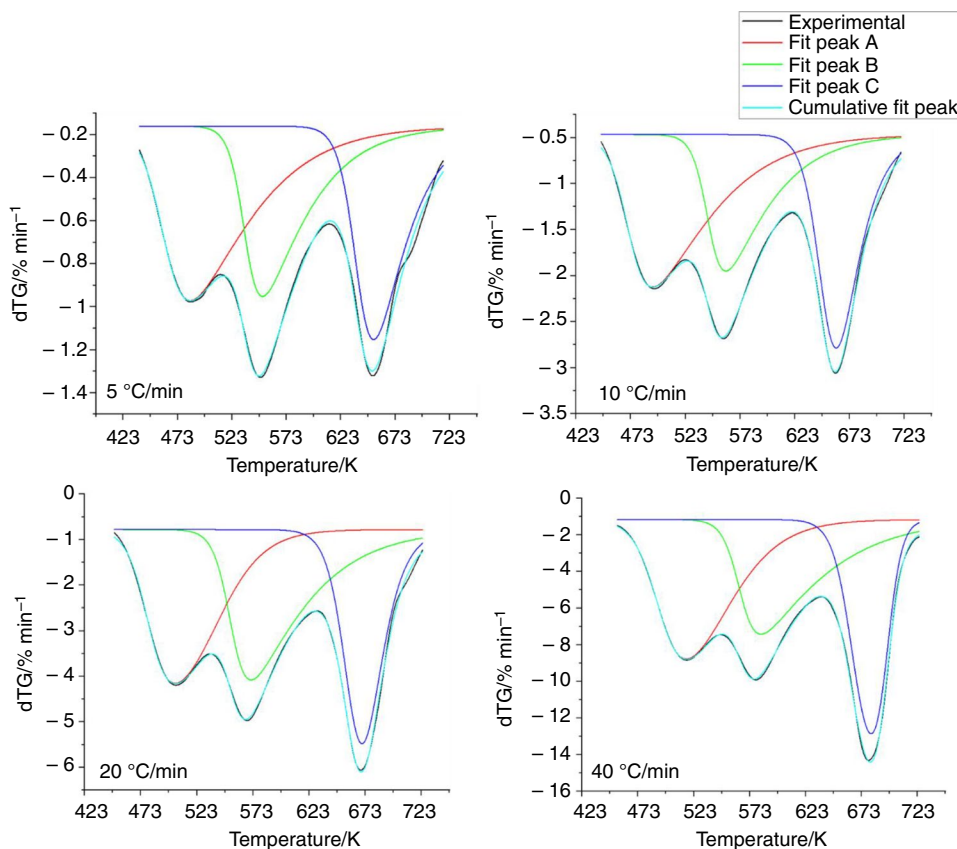 Experimental
Fit peak A
Fit peak B
Fit peak C
Cumulative fit peak
− 0.2
− 0.4
− 0.6
− 0.8
− 1
− 1.2
− 1.4
dTG/% min⁻¹
5 °C/min
423 473 523 573 623 673 723
Temperature/K
− 0.5
− 1
− 1.5
− 2
− 2.5
− 3
− 3.5
dTG/% min⁻¹
10 °C/min
423 473 523 573 623 673 723
Temperature/K
0
− 1
− 2
− 3
− 4
− 5
− 6
dTG/% min⁻¹
20 °C/min
423 473 523 573 623 673 723
Temperature/K
0
− 2
− 4
− 6
− 8
− 10
− 12
− 14
− 16
dTG/% min⁻¹
40 °C/min
423 473 523 573 623 673 723
Temperature/K